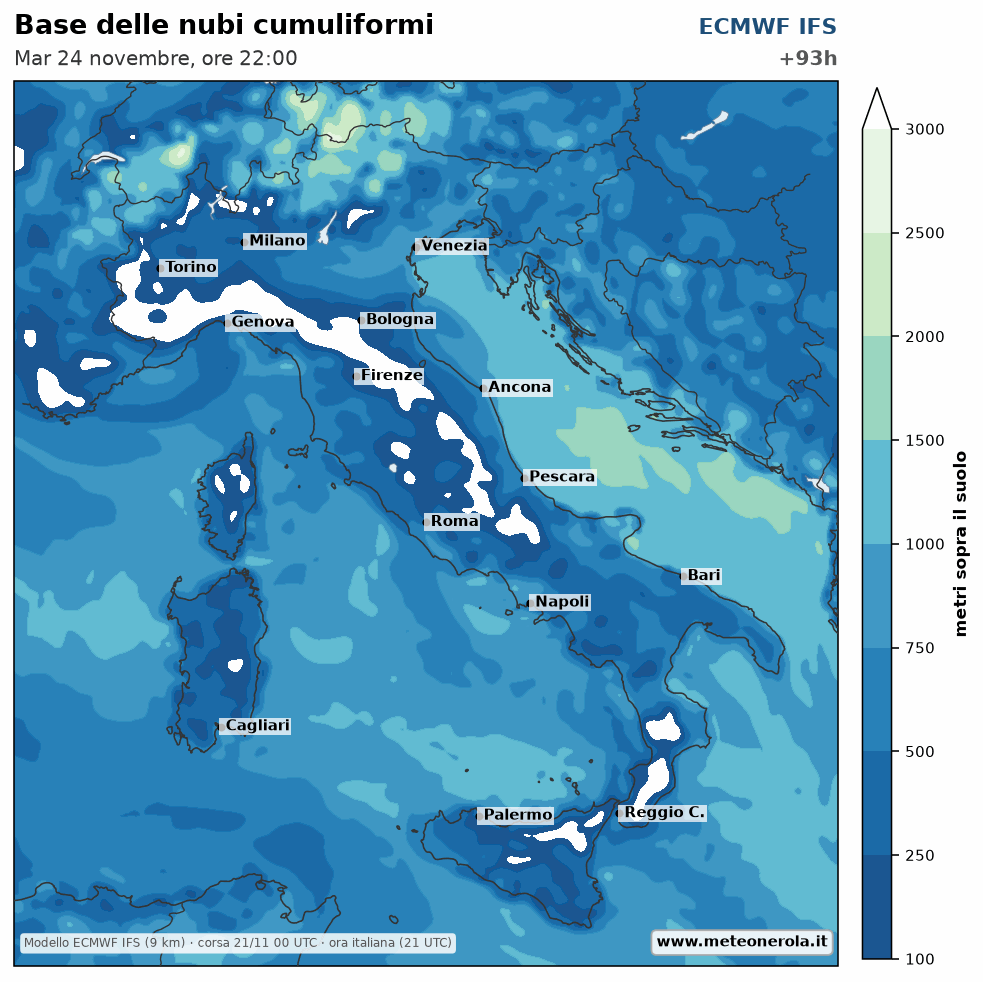 Base delle nubi cumuliformi
ECMWF IFS
Mar 24 novembre, ore 22:00
+93h
Milano
Venezia
Torino
Genova
Bologna
Firenze
Ancona
Pescara
Roma
Bari
Napoli
Cagliari
Palermo
Reggio C.
3000
2500
2000
1500
1000
750
500
250
100
metri sopra il suolo
Modello ECMWF IFS (9 km) · corsa 21/11 00 UTC · ora italiana (21 UTC)
www.meteonerola.it